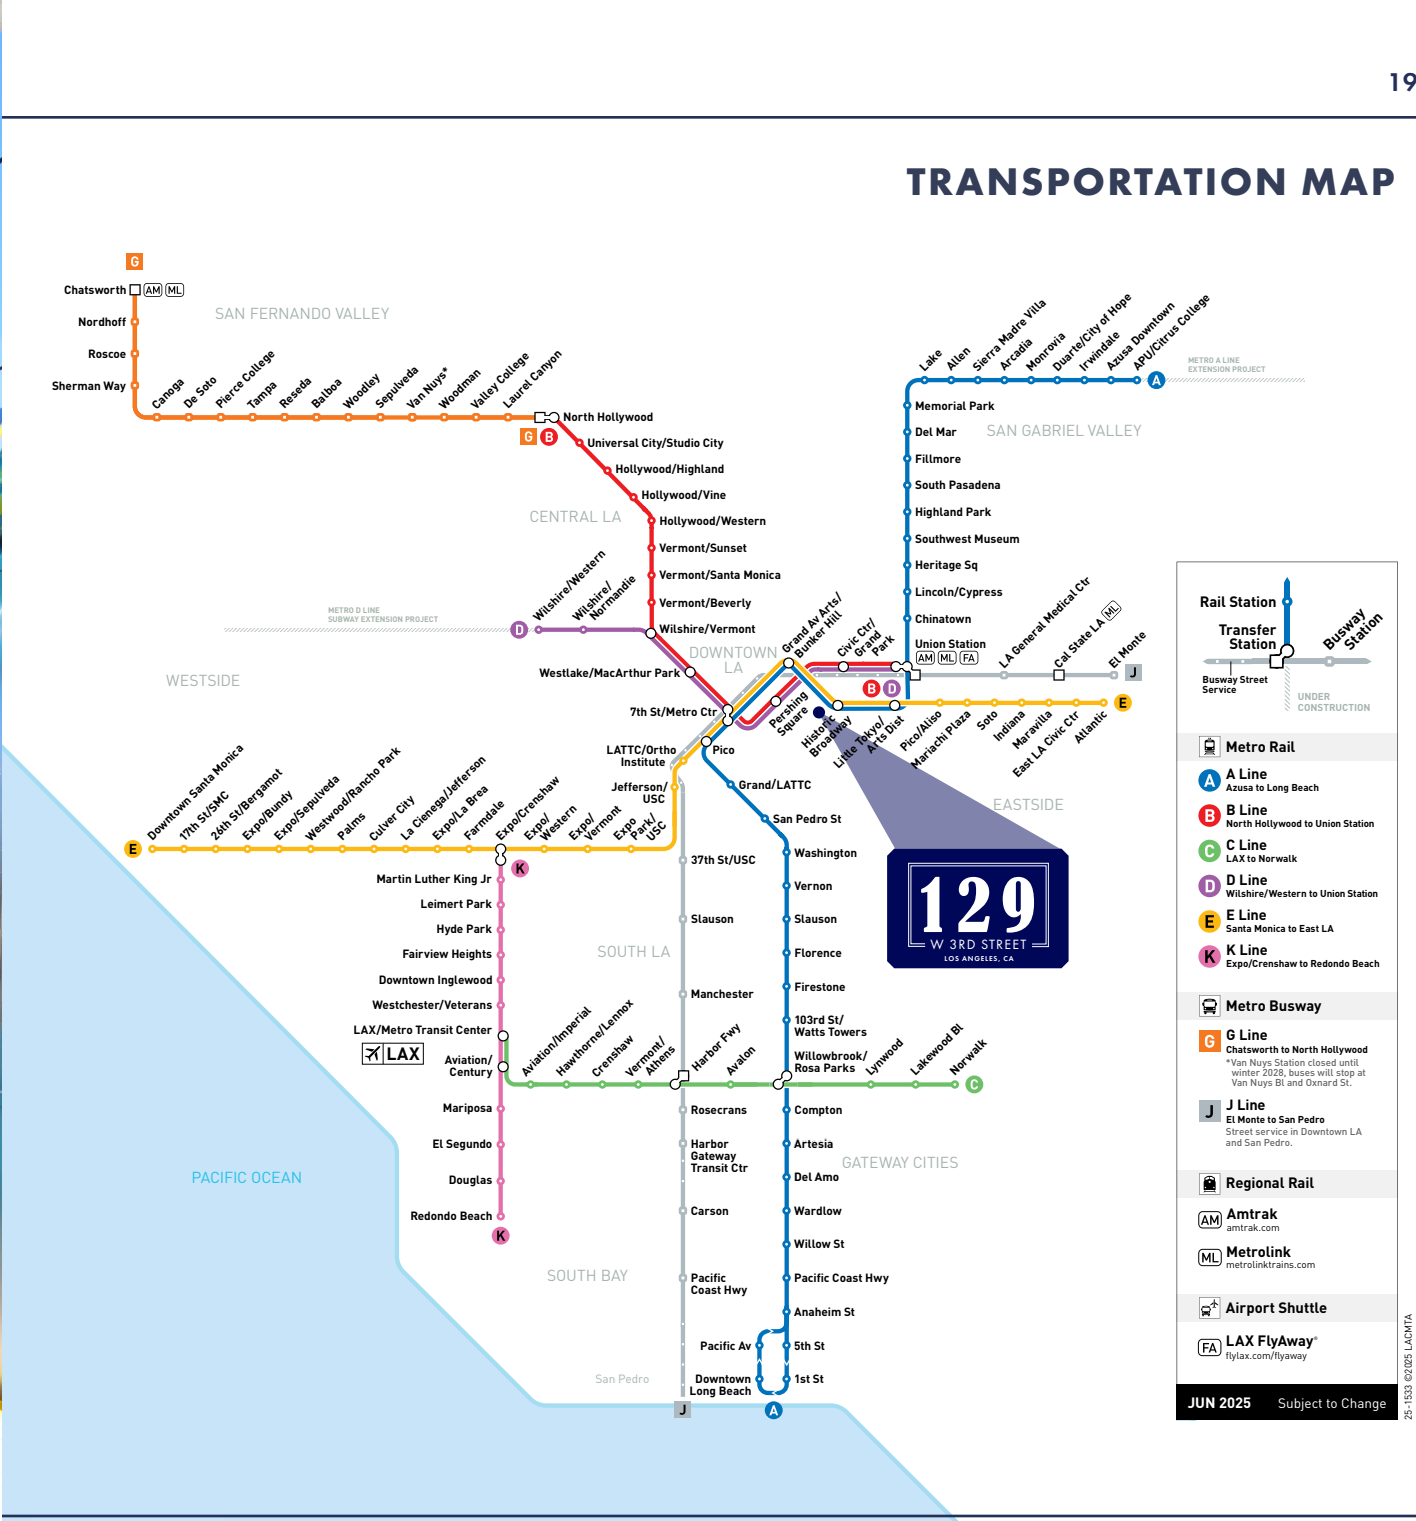 19
TRANSPORTATION MAP
G
Chatsworth
AM ML
Nordhoff
Roscoe
Sherman Way
SAN FERNANDO VALLEY
Canoga
De Soto
Pierce College
Tampa
Reseda
Balboa
Woodley
Sepulveda
Van Nuys*
Woodman
Valley College
Laurel Canyon
North Hollywood
G B
Universal City/Studio City
Hollywood/Highland
Hollywood/Vine
Hollywood/Western
Vermont/Sunset
Vermont/Santa Monica
Vermont/Beverly
Wilshire/Vermont
CENTRAL LA
METRO D LINE
SUBWAY EXTENSION PROJECT
D
Wilshire/Western
Wilshire/
Normandie
WESTSIDE
Westlake/MacArthur Park
7th St/Metro Ctr
DOWNTOWN
LA
Grand Av Arts/
Bunker Hill
Civic Ctr/
Grand
Park
Pershing
Square
Historic
Broadway
Little Tokyo/
Arts Dist
B D
Lake
Allen
Sierra Madre Villa
Arcadia
Monrovia
Duarte/City of Hope
Irwindale
Azusa Downtown
APU/Citrus College
A
METRO A LINE
EXTENSION PROJECT
Memorial Park
Del Mar
SAN GABRIEL VALLEY
Fillmore
South Pasadena
Highland Park
Southwest Museum
Heritage Sq
Lincoln/Cypress
Chinatown
Union Station
AM ML FA
LA General Medical Ctr
Cal State LA ML
El Monte
J
Pico/Aliso
Mariachi Plaza
Soto
Indiana
Maravilla
East LA Civic Ctr
Atlantic
E
EASTSIDE
LATTC/Ortho
Institute
Jefferson/
USC
Pico
Grand/LATTC
San Pedro St
Washington
Vernon
Slauson
Florence
Firestone
103rd St/
Watts Towers
Willowbrook/
Rosa Parks
E
Downtown Santa Monica
17th St/SMC
26th St/Bergamot
Expo/Bundy
Expo/Sepulveda
Westwood/Rancho Park
Palms
Culver City
La Cienega/Jefferson
Expo/La Brea
Farmdale
Expo/Crenshaw
Expo/
Western
Expo/
Vermont
Expo
Park/
USC
K
Martin Luther King Jr
Leimert Park
Hyde Park
Fairview Heights
Downtown Inglewood
Westchester/Veterans
LAX/Metro Transit Center
LAX
Aviation/
Century
Mariposa
El Segundo
Douglas
Redondo Beach
K
37th St/USC
Slauson
SOUTH LA
Manchester
Aviation/Imperial
Hawthorne/Lennox
Crenshaw
Vermont/
Athens
Harbor Fwy
Avalon
Lynwood
Lakewood Bl
Norwalk
C
Rosecrans
Harbor
Gateway
Transit Ctr
Carson
Pacific
Coast Hwy
SOUTH BAY
San Pedro
J
Compton
Artesia
GATEWAY CITIES
Del Amo
Wardlow
Willow St
Pacific Coast Hwy
Anaheim St
Pacific Av
5th St
Downtown
Long Beach
1st St
A
PACIFIC OCEAN
129
W 3RD STREET
LOS ANGELES, CA
Rail Station
Transfer
Station
Busway
Station
Busway Street
Service
UNDER
CONSTRUCTION
Metro Rail
A
A Line
Azusa to Long Beach
B
B Line
North Hollywood to Union Station
C
C Line
LAX to Norwalk
D
D Line
Wilshire/Western to Union Station
E
E Line
Santa Monica to East LA
K
K Line
Expo/Crenshaw to Redondo Beach
Metro Busway
G
G Line
Chatsworth to North Hollywood
*Van Nuys Station closed until
winter 2028, buses will stop at
Van Nuys Bl and Oxnard St.
J
J Line
El Monte to San Pedro
Street service in Downtown LA
and San Pedro.
Regional Rail
AM
Amtrak
amtrak.com
ML
Metrolink
metrolinktrains.com
Airport Shuttle
FA
LAX FlyAway®
flylax.com/flyaway
JUN 2025 Subject to Change
25-1533 ©2025 LACMTA